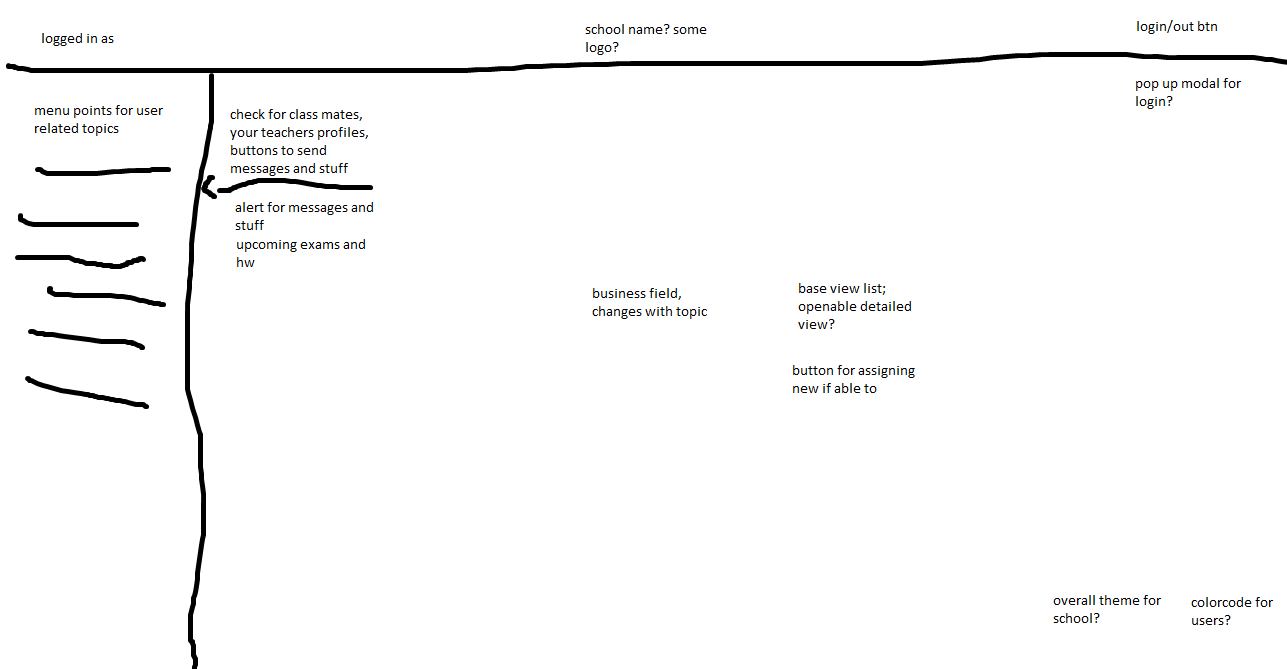 logged in as
school name? some
logo?
login/out btn
pop up modal for
login?
menu points for user
related topics
check for class mates,
your teachers profiles,
buttons to send
messages and stuff
alert for messages and
stuff
upcoming exams and
hw
business field,
changes with topic
base view list;
openable detailed
view?
button for assigning
new if able to
overall theme for
school?
colorcode for
users?